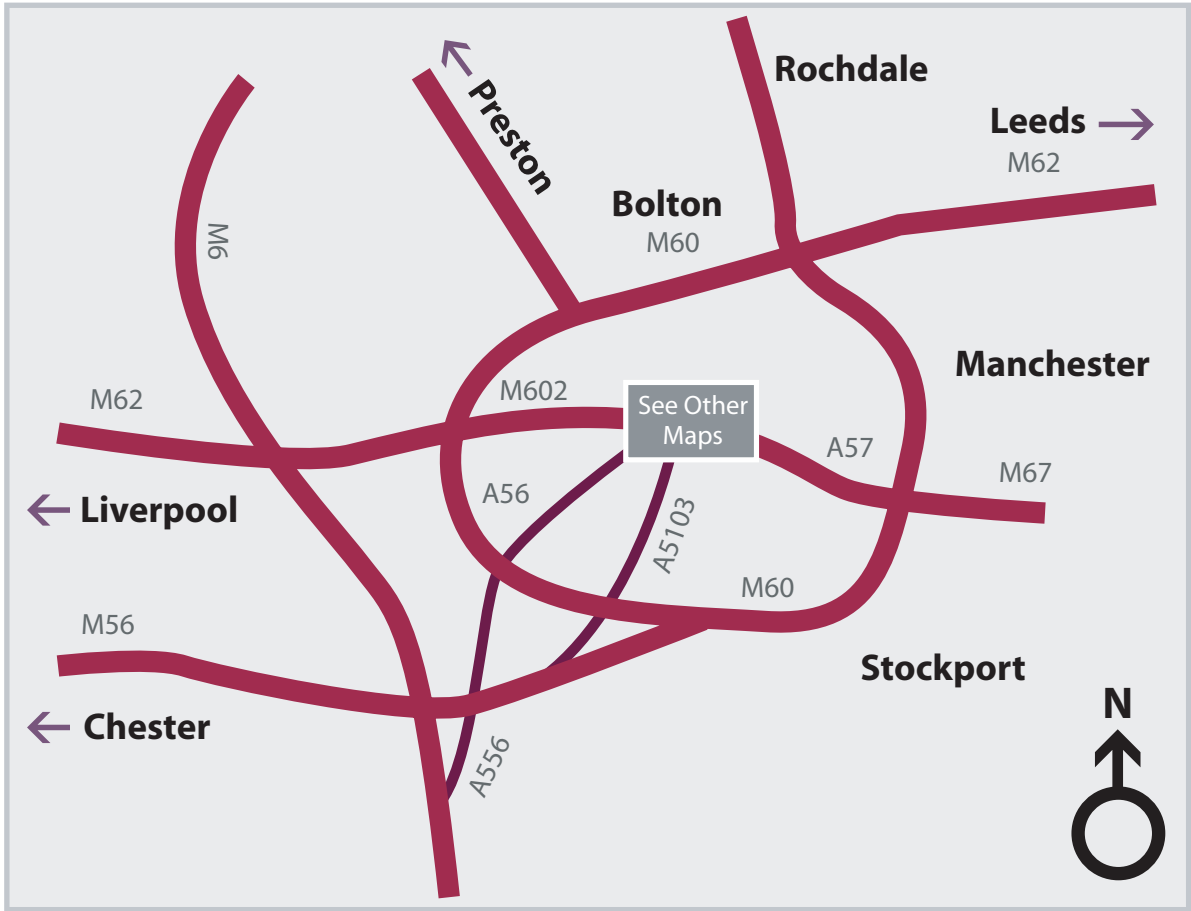 Rochdale
Preston
Leeds
M62
Bolton
M60
M6
Manchester
M62
M602
See Other
Maps
A57
M67
A56
Liverpool
A5103
M60
M56
Stockport
Chester
N
A556